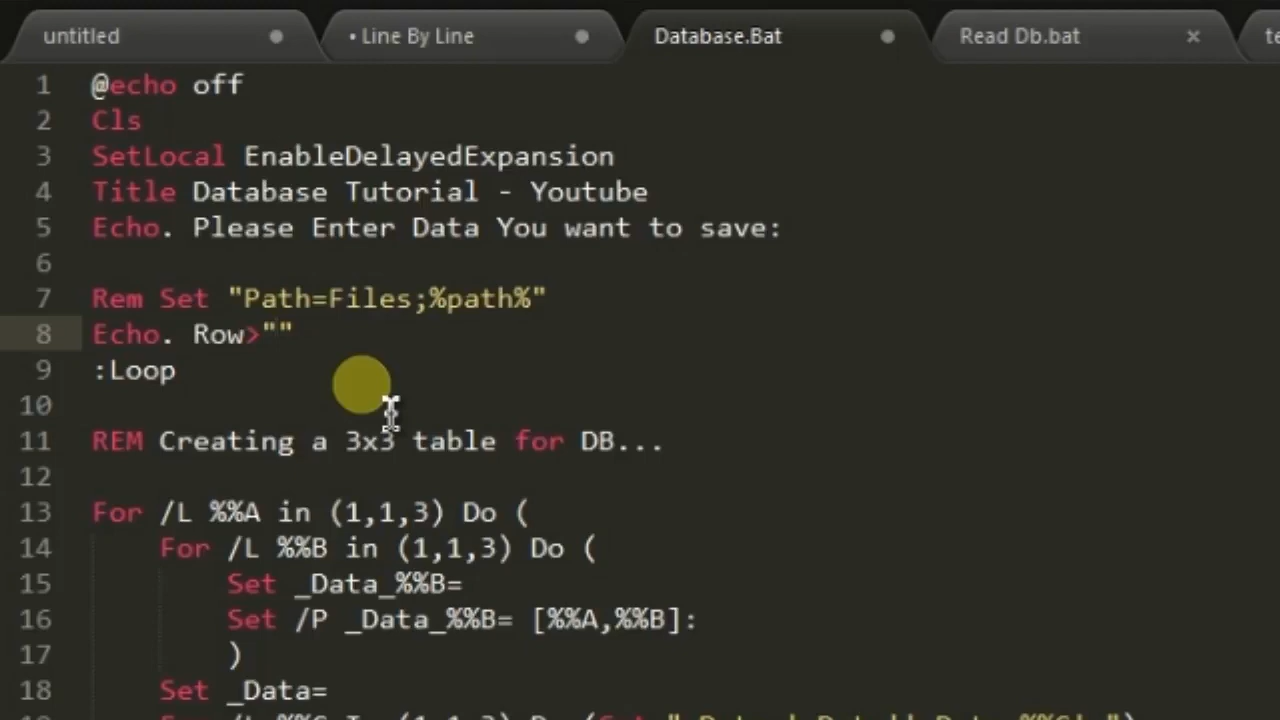 untitled • Line By Line Database.Bat Read Db.bat
1 @echo off
2 Cls
3 SetLocal EnableDelayedExpansion
4 Title Database Tutorial - Youtube
5 Echo. Please Enter Data You want to save:
6
7 Rem Set "Path=Files;%path%"
8 Echo. Row>""
9 :Loop
10
11 REM Creating a 3x3 table for DB...
12
13 For /L %%A in (1,1,3) Do (
14 For /L %%B in (1,1,3) Do (
15 Set _Data_%%B=
16 Set /P _Data_%%B= [%%A,%%B]:
17 )
18 Set _Data=